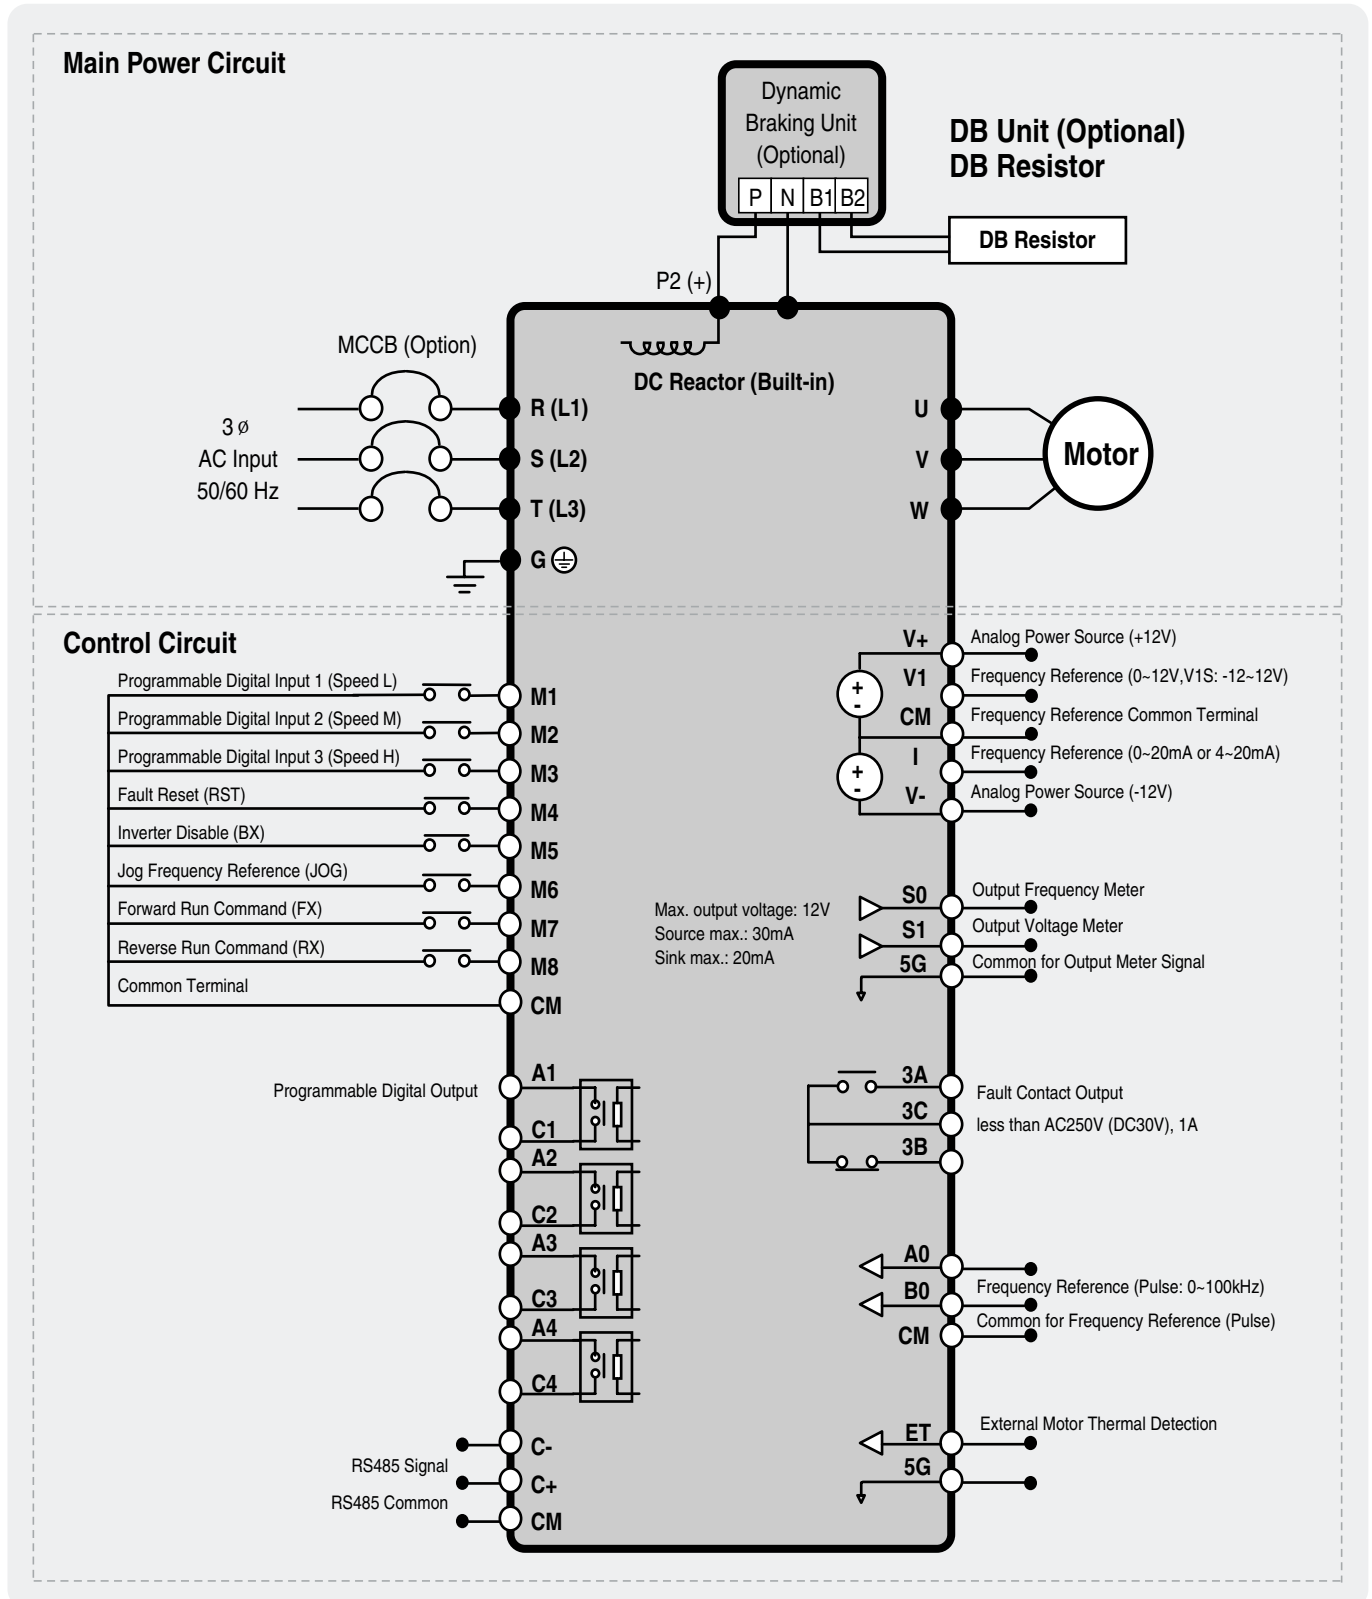 Main Power Circuit
Dynamic
Braking Unit
(Optional)
P N B1 B2
DB Unit (Optional)
DB Resistor
DB Resistor
P2 (+)
MCCB (Option)
DC Reactor (Built-in)
3 ø
AC Input
50/60 Hz
R (L1)
S (L2)
T (L3)
G
U
V
W
Motor
Control Circuit
Programmable Digital Input 1 (Speed L)
M1
Programmable Digital Input 2 (Speed M)
M2
Programmable Digital Input 3 (Speed H)
M3
Fault Reset (RST)
M4
Inverter Disable (BX)
M5
Jog Frequency Reference (JOG)
M6
Forward Run Command (FX)
M7
Reverse Run Command (RX)
M8
Common Terminal
CM
V+
Analog Power Source (+12V)
V1
Frequency Reference (0~12V,V1S: -12~12V)
CM
Frequency Reference Common Terminal
I
Frequency Reference (0~20mA or 4~20mA)
V-
Analog Power Source (-12V)
+
-
+
-
Max. output voltage: 12V
Source max.: 30mA
Sink max.: 20mA
S0
Output Frequency Meter
S1
Output Voltage Meter
5G
Common for Output Meter Signal
Programmable Digital Output
A1
C1
A2
C2
A3
C3
A4
C4
3A
Fault Contact Output
3C
less than AC250V (DC30V), 1A
3B
A0
B0
Frequency Reference (Pulse: 0~100kHz)
CM
Common for Frequency Reference (Pulse)
ET
External Motor Thermal Detection
5G
C-
RS485 Signal
C+
RS485 Common
CM